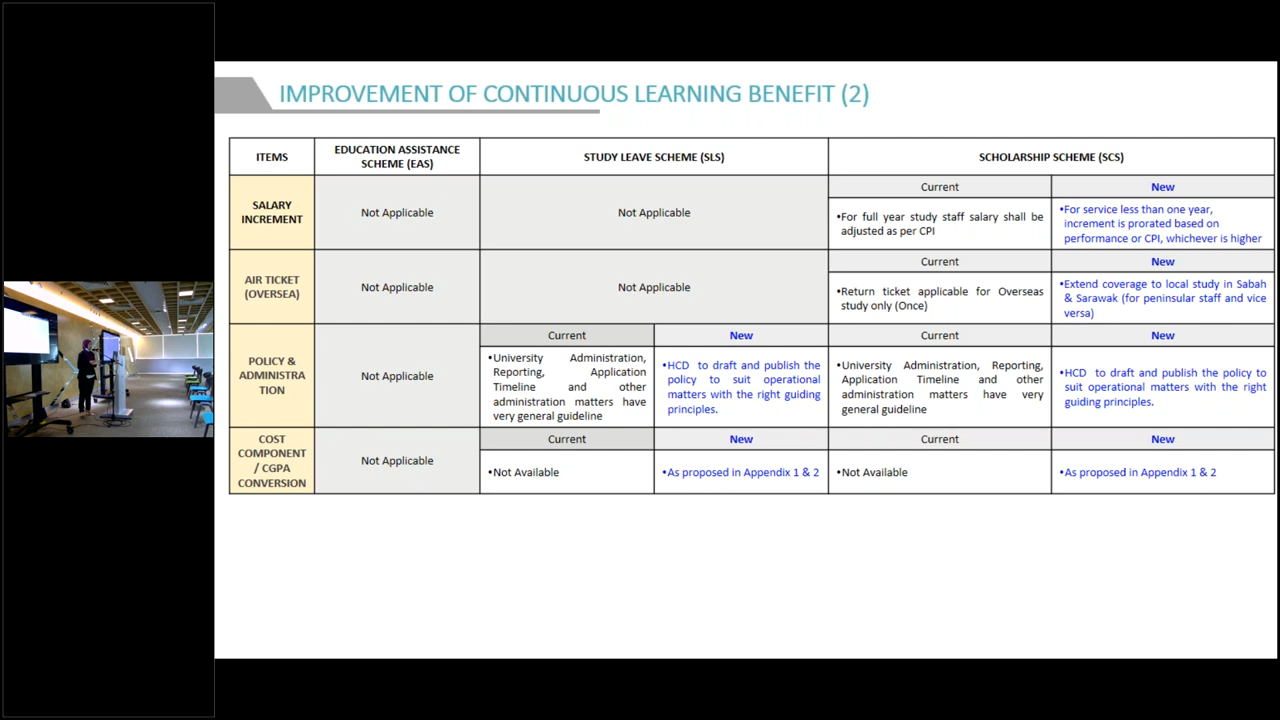 IMPROVEMENT OF CONTINUOUS LEARNING BENEFIT (2)
ITEMS
EDUCATION ASSISTANCE
SCHEME (EAS)
STUDY LEAVE SCHEME (SLS)
SCHOLARSHIP SCHEME (SCS)
SALARY
INCREMENT
Not Applicable
Not Applicable
Current
New
•For full year study staff salary shall be
adjusted as per CPI
•For service less than one year,
increment is prorated based on
performance or CPI, whichever is higher
AIR TICKET
(OVERSEA)
Not Applicable
Not Applicable
Current
New
•Return ticket applicable for Overseas
study only (Once)
•Extend coverage to local study in Sabah
& Sarawak (for peninsular staff and vice
versa)
POLICY &
ADMINISTRA
TION
Not Applicable
Current
New
•University Administration,
Reporting, Application
Timeline and other
administration matters have
very general guideline
•HCD to draft and publish the
policy to suit operational
matters with the right guiding
principles.
Current
New
•University Administration, Reporting,
Application Timeline and other
administration matters have very
general guideline
•HCD to draft and publish the policy to
suit operational matters with the right
guiding principles.
COST
COMPONENT
/ CGPA
CONVERSION
Not Applicable
Current
New
•Not Available
•As proposed in Appendix 1 & 2
Current
New
•Not Available
•As proposed in Appendix 1 & 2